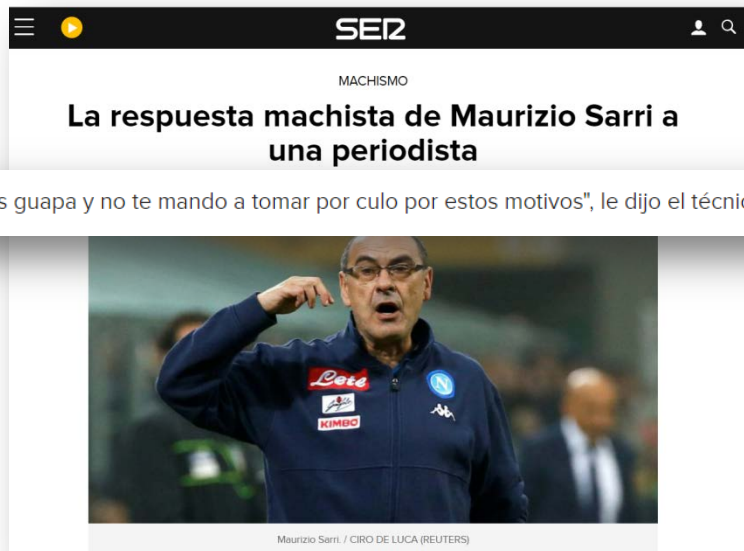 SER
MACHISMO
La respuesta machista de Maurizio Sarri a
una periodista
s guapa y no te mando a tomar por culo por estos motivos", le dijo el técni
Lete
KIMBO
N
Kappa
Maurizio Sarri. / CIRO DE LUCA (REUTERS)